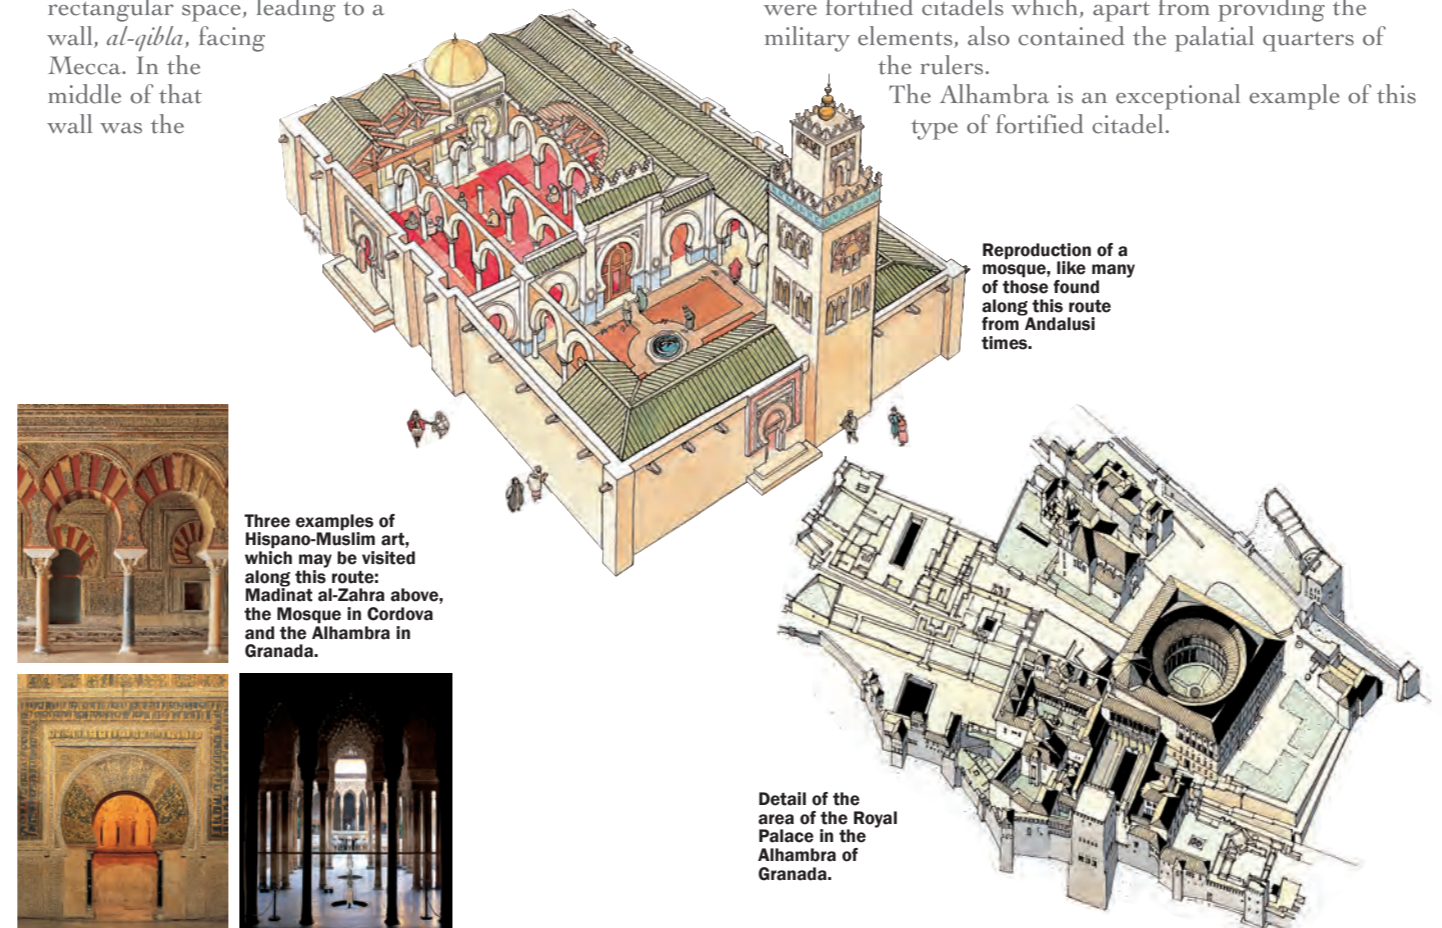 rectangular space, leading to a
wall, al-qibla, facing
Mecca. In the
middle of that
wall was the
were fortified citadels which, apart from providing the
military elements, also contained the palatial quarters of
the rulers.
The Alhambra is an exceptional example of this
type of fortified citadel.
Reproduction of a
mosque, like many
of those found
along this route
from Andalusi
times.
Three examples of
Hispano-Muslim art,
which may be visited
along this route:
Madinat al-Zahra above,
the Mosque in Cordova
and the Alhambra in
Granada.
Detail of the
area of the Royal
Palace in the
Alhambra of
Granada.